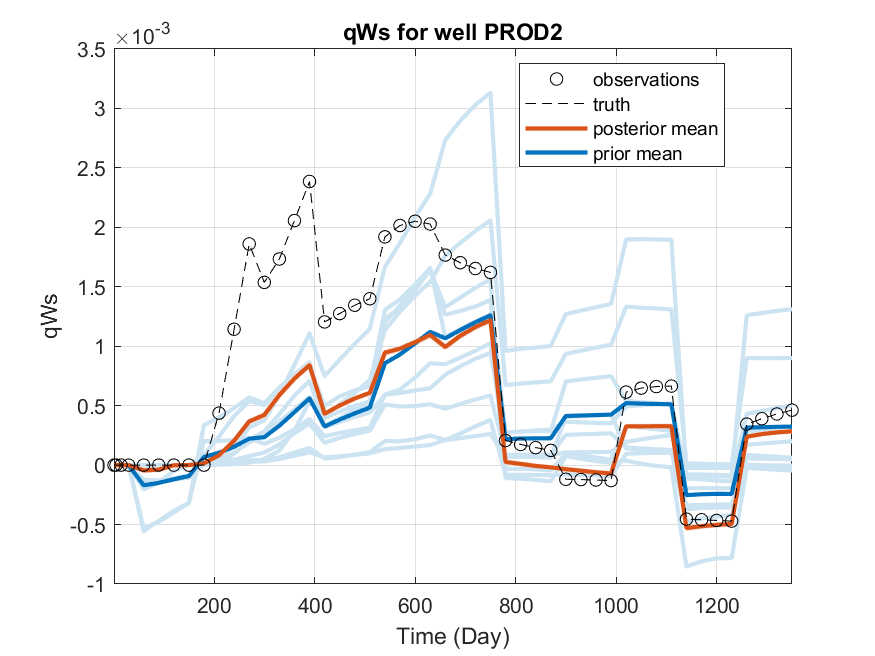 qWs for well PROD2
×10⁻³
3.5
3
2.5
2
1.5
1
0.5
0
-0.5
-1
qWs
observations
truth
posterior mean
prior mean
200 400 600 800 1000 1200
Time (Day)